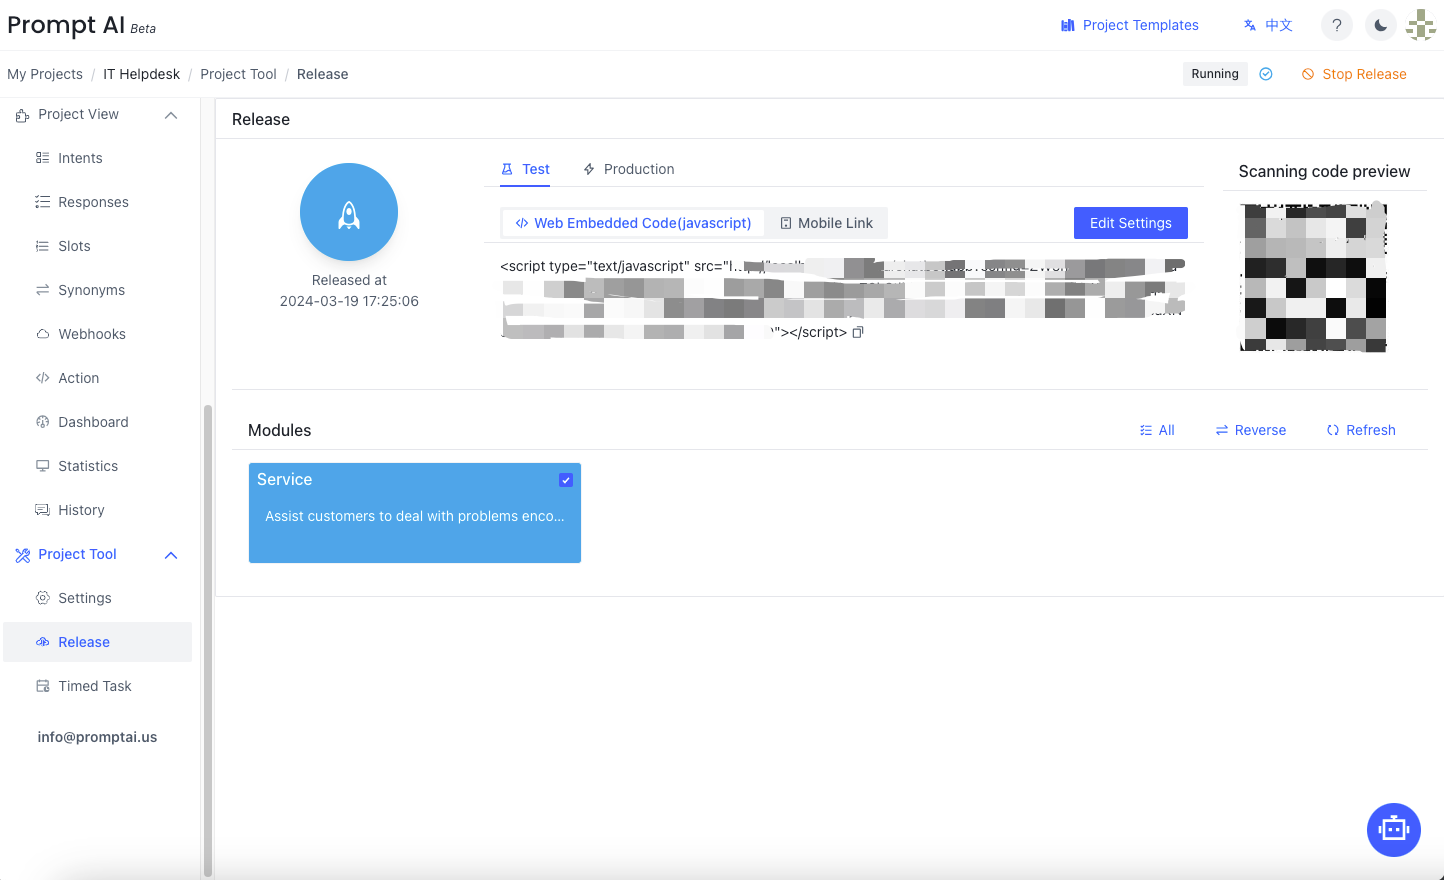 Prompt AI Beta
Project Templates
中文
?
My Projects / IT Helpdesk / Project Tool / Release
Running
Stop Release
Project View
Intents
Responses
Slots
Synonyms
Webhooks
Action
Dashboard
Statistics
History
Project Tool
Settings
Release
Timed Task
info@promptai.us
Release
Released at
2024-03-19 17:25:06
Test
Production
Web Embedded Code(javascript)
Mobile Link
Edit Settings
<script type="text/javascript" src="
"></script>
Scanning code preview
Modules
All
Reverse
Refresh
Service
Assist customers to deal with problems enco...